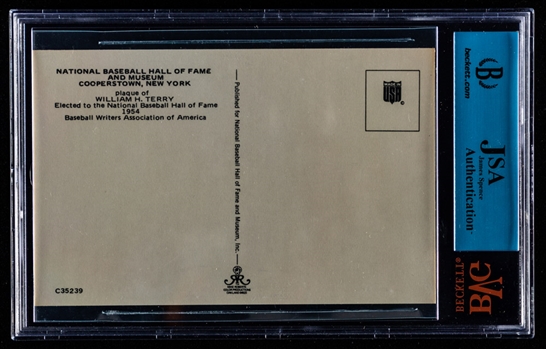 NATIONAL BASEBALL HALL OF FAME
AND MUSEUM
COOPERSTOWN, NEW YORK
plaque of
WILLIAM H. TERRY
Elected to the National Baseball Hall of Fame
1954
Baseball Writers Association of America
— Published for National Baseball Hall of Fame and Museum, Inc. —
C35239
B
beckett.com
JSA
James Spence
Authentication
BVG
BECKETT